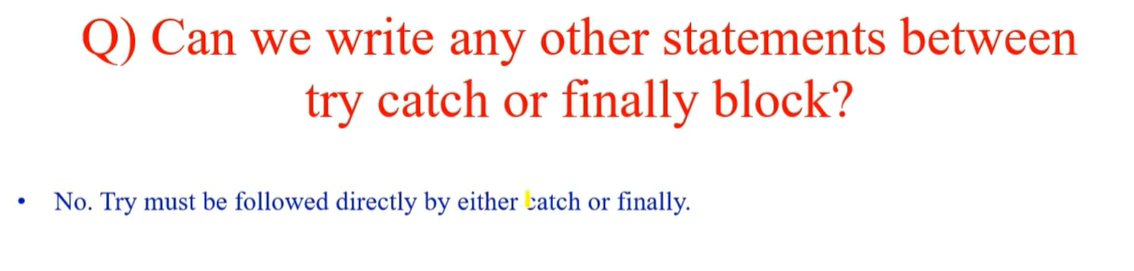 Q) Can we write any other statements between
try catch or finally block?
• No. Try must be followed directly by either catch or finally.